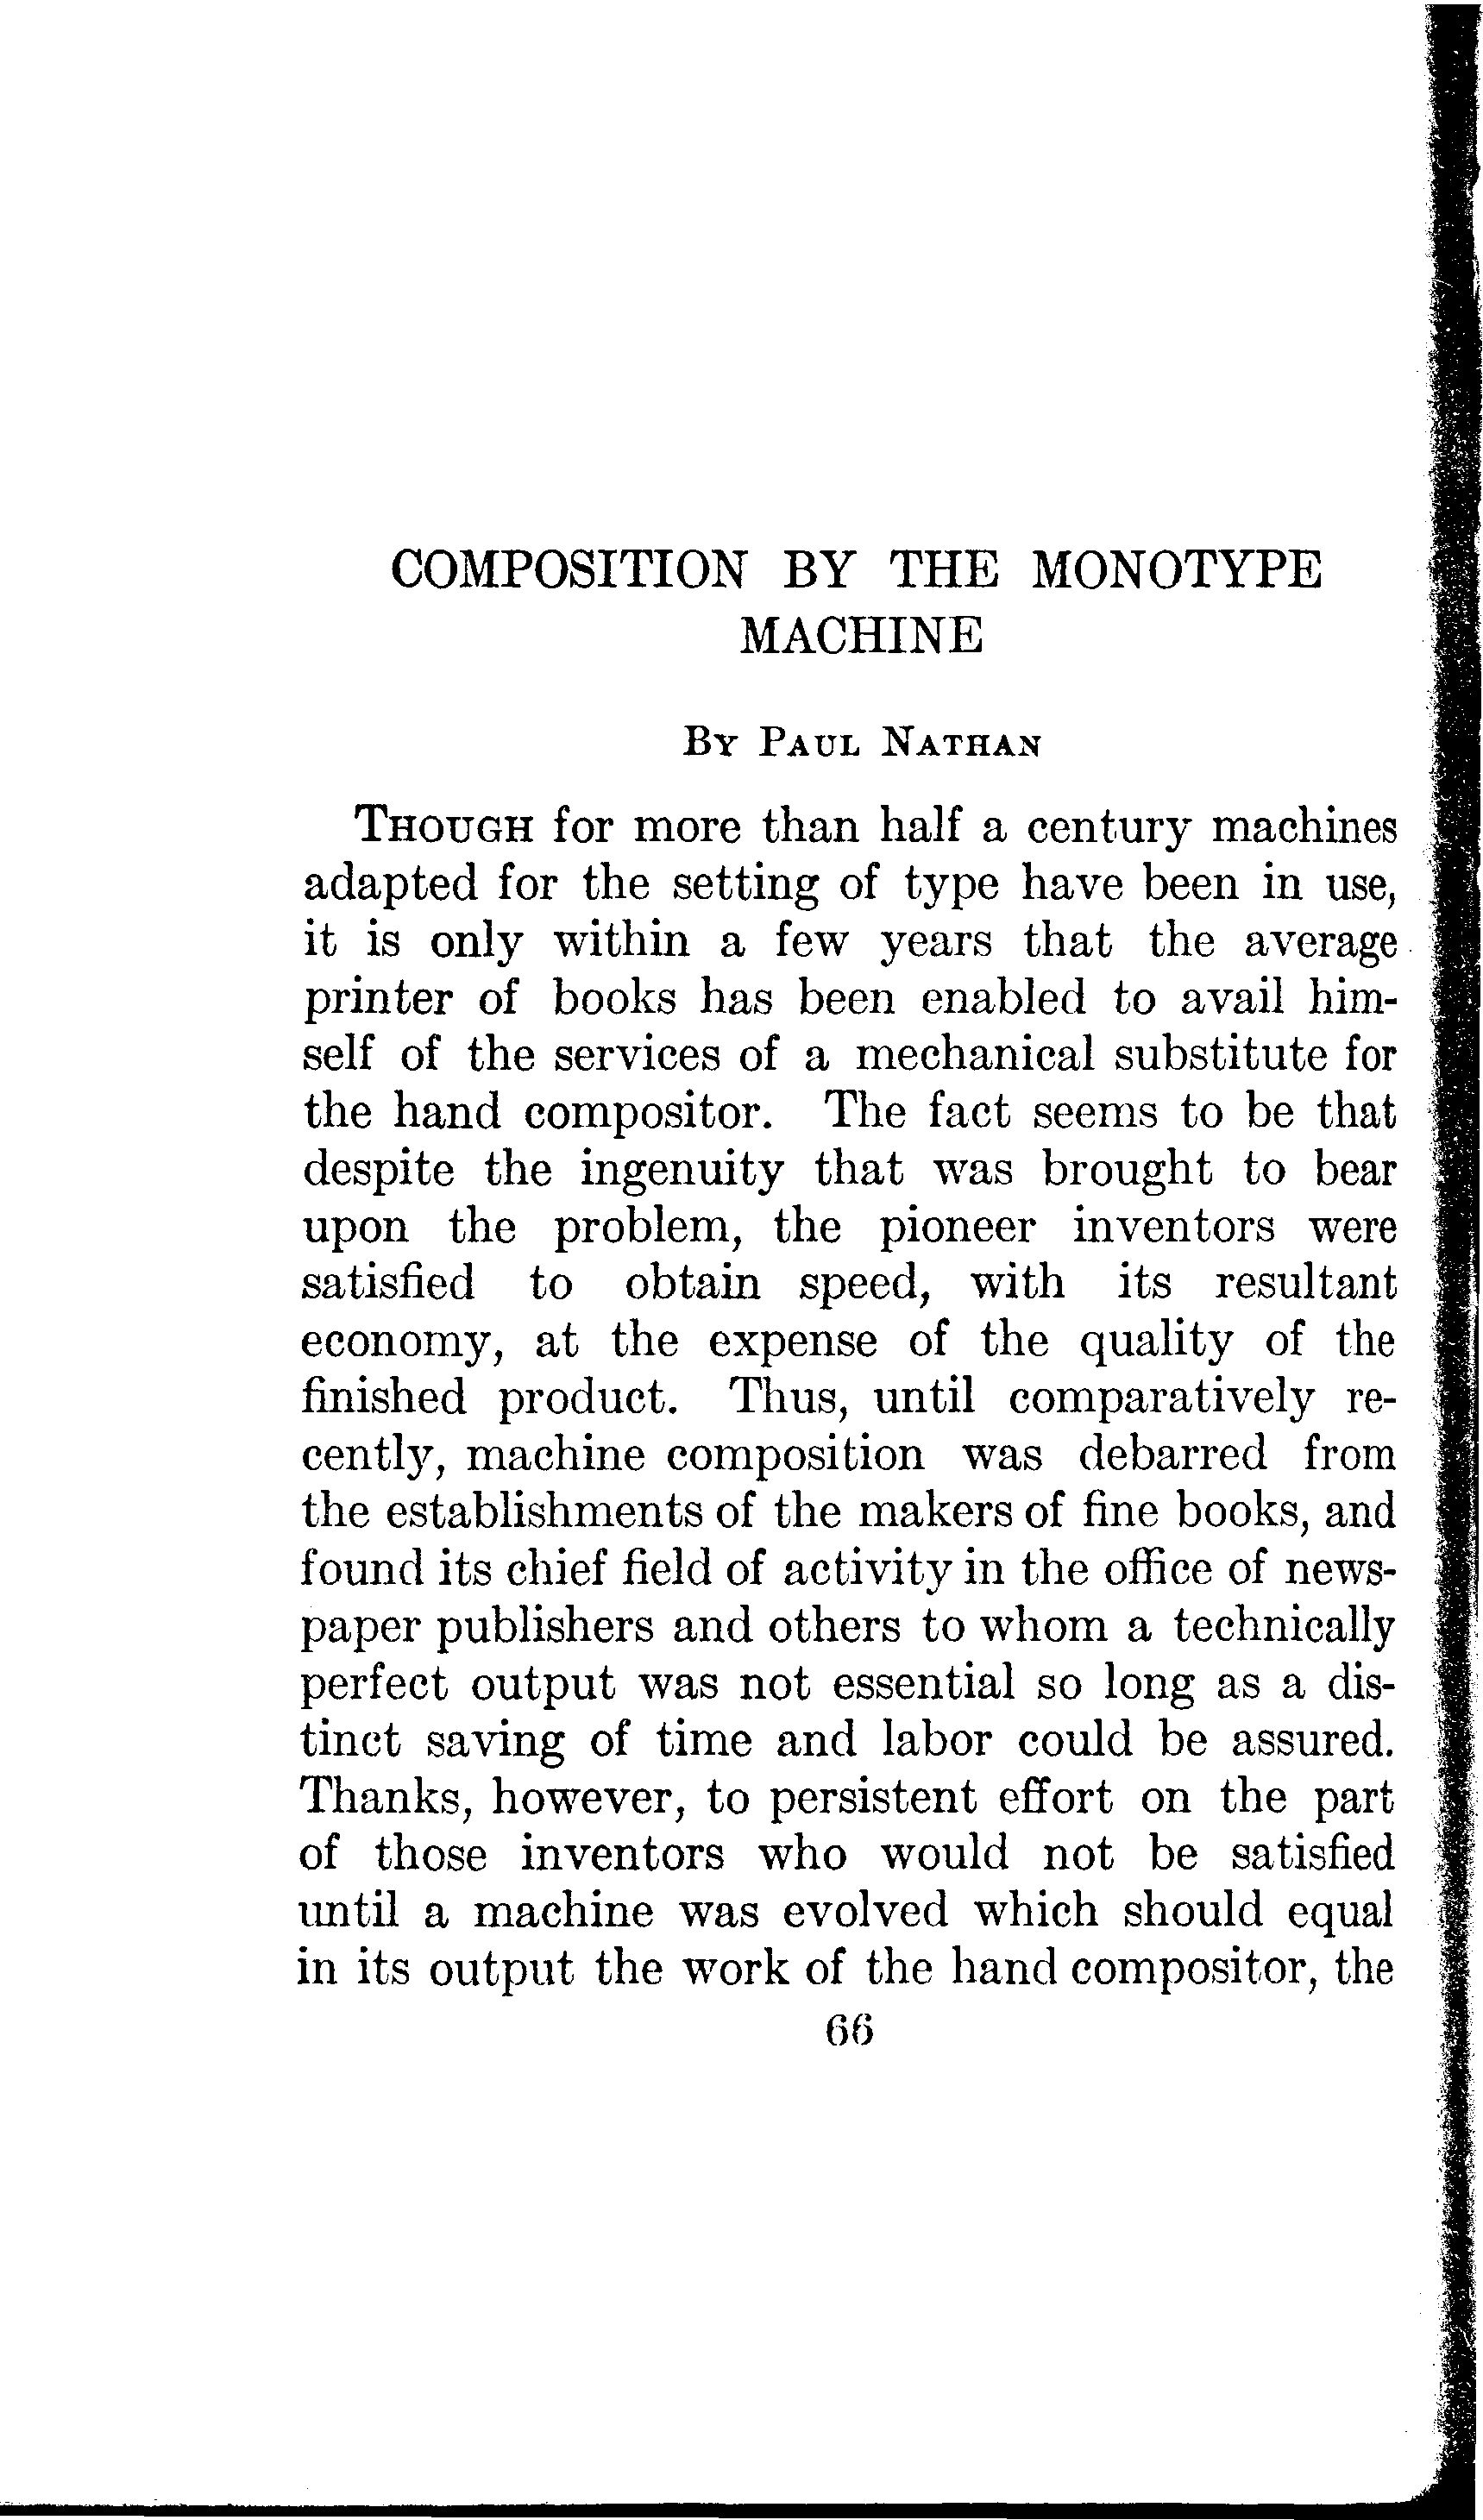 COMPOSITION BY THE MONOTYPE
MACHINE
By Paul Nathan
Though for more than half a century machines
adapted for the setting of type have been in use,
it is only within a few years that the average
printer of books has been enabled to avail him-
self of the services of a mechanical substitute for
the hand compositor. The fact seems to be that
despite the ingenuity that was brought to bear
upon the problem, the pioneer inventors were
satisfied to obtain speed, with its resultant
economy, at the expense of the quality of the
finished product. Thus, until comparatively re-
cently, machine composition was debarred from
the establishments of the makers of fine books, and
found its chief field of activity in the office of news-
paper publishers and others to whom a technically
perfect output was not essential so long as a dis-
tinct saving of time and labor could be assured.
Thanks, however, to persistent effort on the part
of those inventors who would not be satisfied
until a machine was evolved which should equal
in its output the work of the hand compositor, the
66